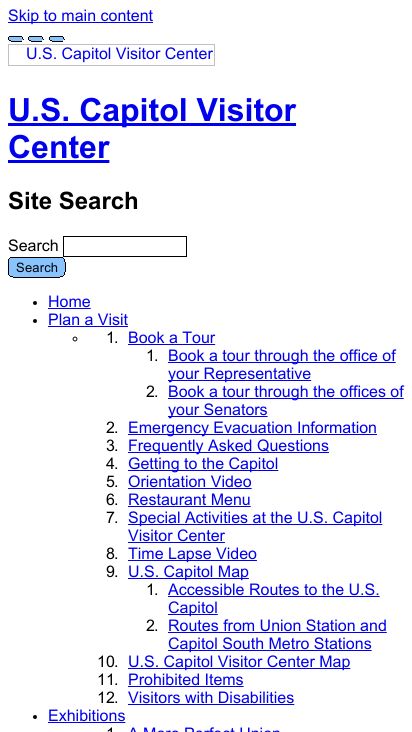 Skip to main content
U.S. Capitol Visitor Center
U.S. Capitol Visitor
Center
Site Search
Search
Search
• Home
• Plan a Visit
1. Book a Tour
1. Book a tour through the office of
your Representative
2. Book a tour through the offices of
your Senators
2. Emergency Evacuation Information
3. Frequently Asked Questions
4. Getting to the Capitol
5. Orientation Video
6. Restaurant Menu
7. Special Activities at the U.S. Capitol
Visitor Center
8. Time Lapse Video
9. U.S. Capitol Map
1. Accessible Routes to the U.S.
Capitol
2. Routes from Union Station and
Capitol South Metro Stations
10. U.S. Capitol Visitor Center Map
11. Prohibited Items
12. Visitors with Disabilities
• Exhibitions
1. A More Perfect Union